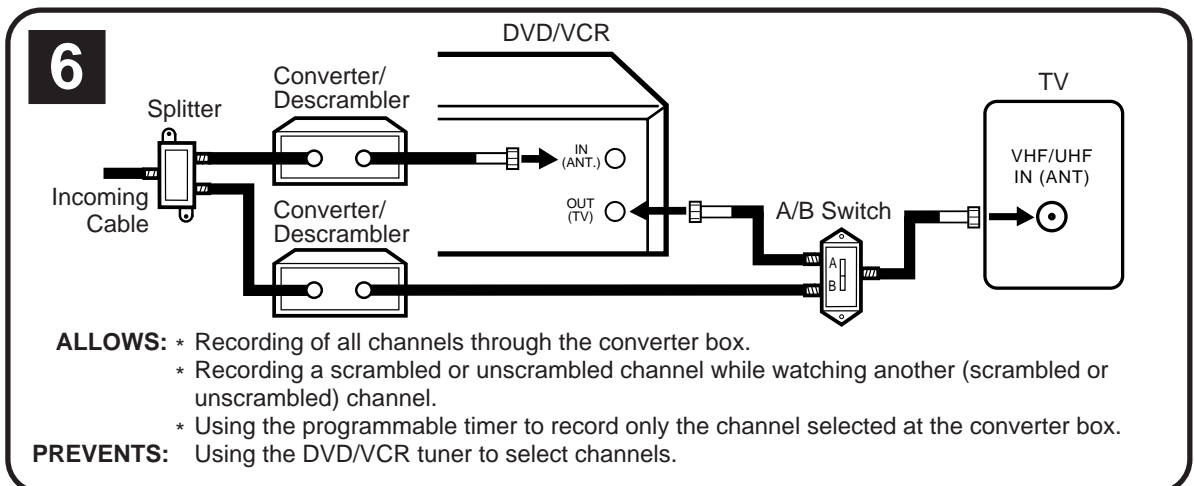 6
DVD/VCR
Converter/
Descrambler
Splitter
TV
IN
(ANT.)
VHF/UHF
IN (ANT)
Incoming
Cable
Converter/
Descrambler
OUT
(TV)
A/B Switch
A
B
ALLOWS: * Recording of all channels through the converter box.
* Recording a scrambled or unscrambled channel while watching another (scrambled or
unscrambled) channel.
* Using the programmable timer to record only the channel selected at the converter box.
PREVENTS: Using the DVD/VCR tuner to select channels.